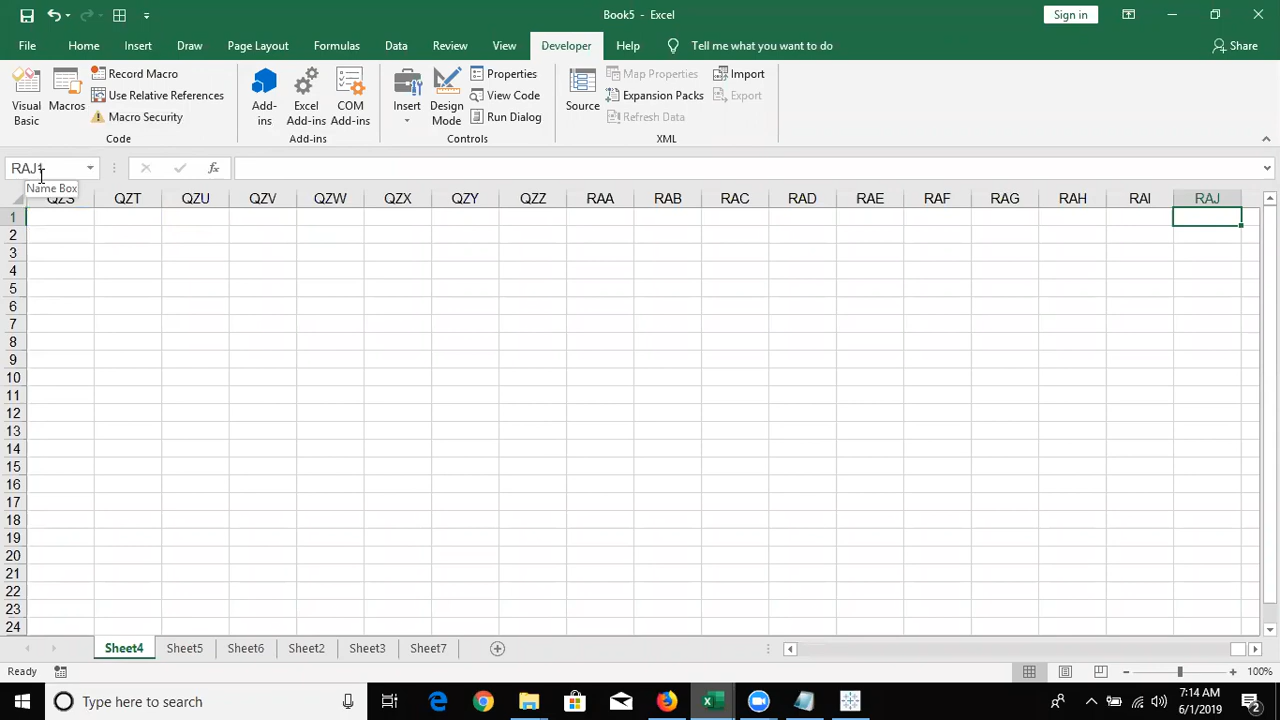 Book5 - Excel
Sign in
File Home Insert Draw Page Layout Formulas Data Review View Developer Help Tell me what you want to do Share
Visual Basic
Macros
Record Macro
Use Relative References
Macro Security
Code
Add-ins
Excel Add-ins
COM Add-ins
Add-ins
Insert
Design Mode
Properties
View Code
Run Dialog
Controls
Source
Map Properties
Expansion Packs
Refresh Data
Import
Export
XML
RAJ1
fx
Name Box
QZS QZT QZU QZV QZW QZX QZY QZZ RAA RAB RAC RAD RAE RAF RAG RAH RAI RAJ
1
2
3
4
5
6
7
8
9
10
11
12
13
14
15
16
17
18
19
20
21
22
23
24
Sheet4 Sheet5 Sheet6 Sheet2 Sheet3 Sheet7
Ready
100%
Type here to search
7:14 AM
6/1/2019
2